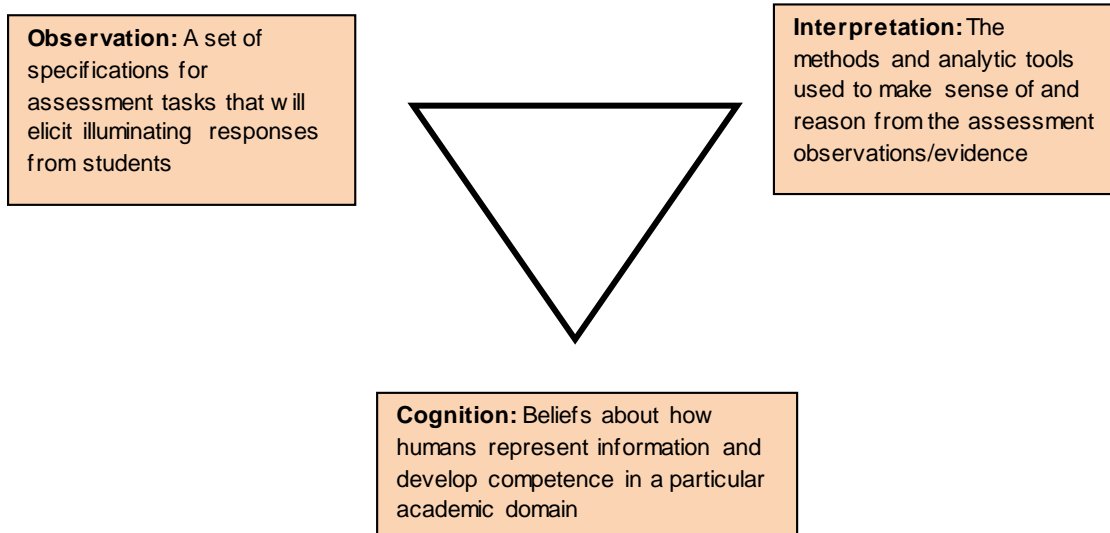 Observation: A set of
specifications for
assessment tasks that will
elicit illuminating responses
from students
Interpretation: The
methods and analytic tools
used to make sense of and
reason from the assessment
observations/evidence
Cognition: Beliefs about how
humans represent information and
develop competence in a particular
academic domain